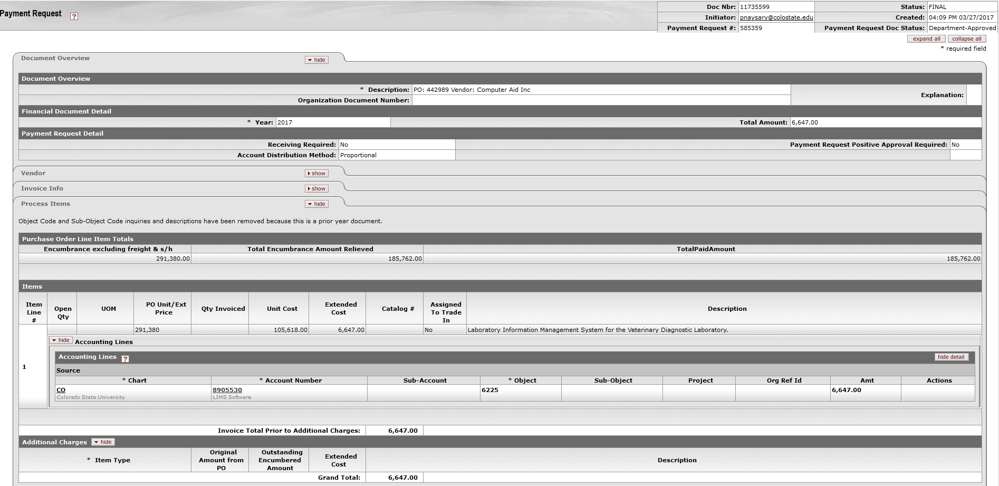 Payment Request ?
Doc Nbr: 11735599 Status: FINAL
Initiator: pnaysary@colostate.edu Created: 04:09 PM 03/27/2017
Payment Request #: 585359 Payment Request Doc Status: Department-Approved
expand all collapse all
* required field
Document Overview hide
Document Overview
* Description: PO: 442989 Vendor: Computer Aid Inc
Explanation:
Organization Document Number:
Financial Document Detail
* Year: 2017 Total Amount: 6,647.00
Payment Request Detail
Receiving Required: No Payment Request Positive Approval Required: No
Account Distribution Method: Proportional
Vendor show
Invoice Info show
Process Items hide
Object Code and Sub-Object Code inquiries and descriptions have been removed because this is a prior year document.
Purchase Order Line Item Totals
Encumbrance excluding freight & s/h Total Encumbrance Amount Relieved TotalPaidAmount
291,380.00 185,762.00 185,762.00
Items
Item Line # Open Qty UOM PO Unit/Ext Price Qty Invoiced Unit Cost Extended Cost Catalog # Assigned To Trade In Description
291,380 105,618.00 6,647.00 No Laboratory Information Management System for the Veterinary Diagnostic Laboratory.
hide Accounting Lines
Accounting Lines ? hide detail
1
Source
* Chart * Account Number Sub-Account * Object Sub-Object Project Org Ref Id Amt Actions
CO 8905530 6225 6,647.00
Colorado State University LIMS Software
Invoice Total Prior to Additional Charges: 6,647.00
Additional Charges hide
* Item Type Original Amount from PO Outstanding Encumbered Amount Extended Cost Description
Grand Total: 6,647.00